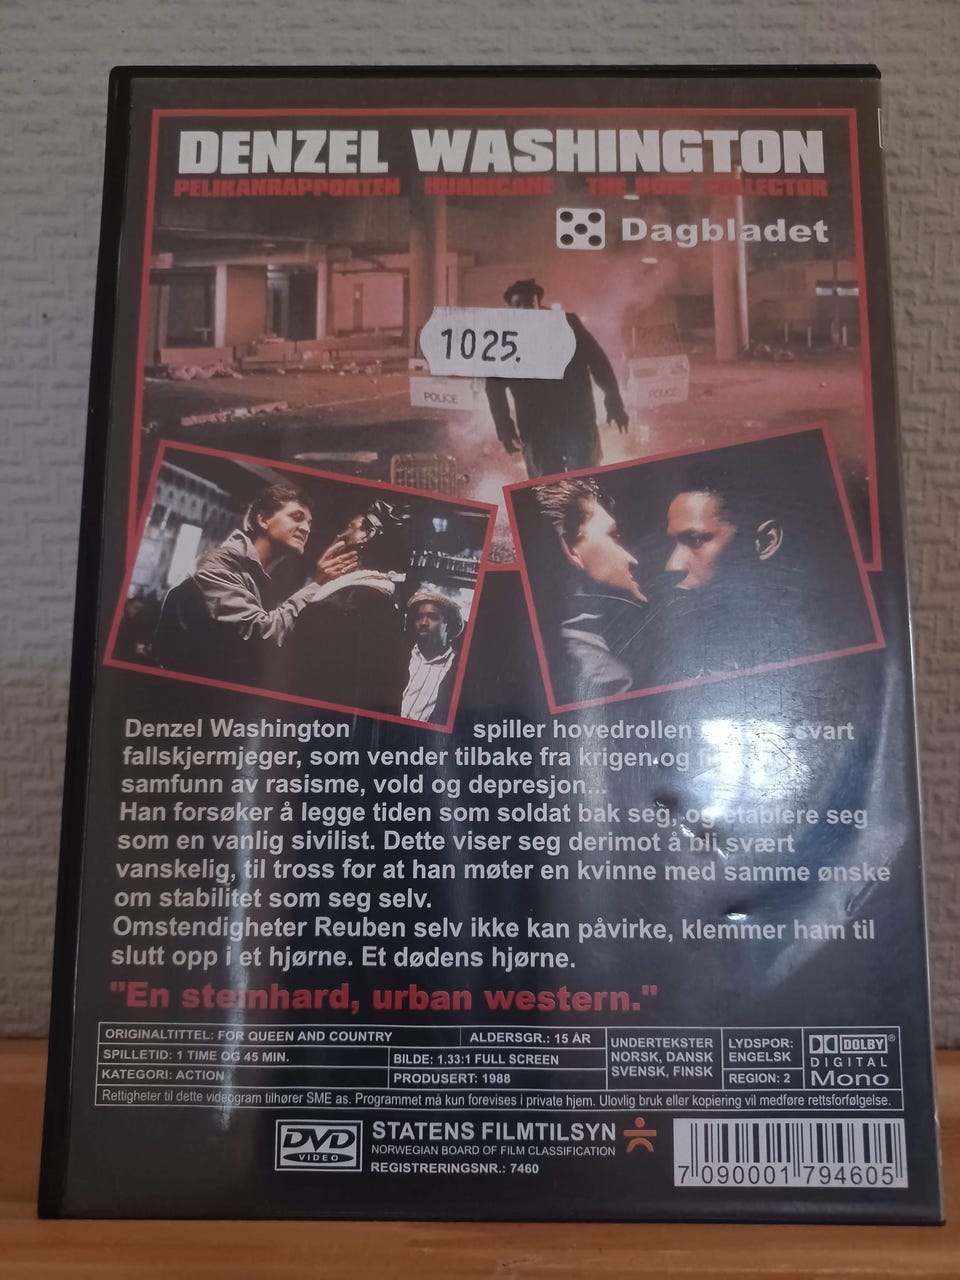 DENZEL WASHINGTON
PELIKANRAPPORTEN HURRICANE THE BONE COLLECTOR
Dagbladet
1025.
POLICE
POLICE
Denzel Washington spiller hovedrollen svart
fallskjermjeger, som vender tilbake fra krigen og
samfunn av rasisme, vold og depresjon...
Han forsøker å legge tiden som soldat bak seg, og etablere seg
som en vanlig sivilist. Dette viser seg derimot å bli svært
vanskelig, til tross for at han møter en kvinne med samme ønske
om stabilitet som seg selv.
Omstendigheter Reuben selv ikke kan påvirke, klemmer ham til
slutt opp i et hjørne. Et dødens hjørne.
"En steinhard, urban western."
ORIGINALTITTEL: FOR QUEEN AND COUNTRY
ALDERSGR.: 15 ÅR
SPILLETID: 1 TIME OG 45 MIN.
BILDE: 1.33:1 FULL SCREEN
KATEGORI: ACTION
PRODUSERT: 1988
UNDERTEKSTER
NORSK, DANSK
SVENSK, FINSK
LYDSPOR:
ENGELSK
REGION: 2
DOLBY®
DIGITAL
Mono
Rettigheter til dette videogram tilhører SME as. Programmet må kun forevises i private hjem. Ulovlig bruk eller kopiering vil medføre rettsforfølgelse.
DVD
VIDEO
STATENS FILMTILSYN
NORWEGIAN BOARD OF FILM CLASSIFICATION
REGISTRERINGSNR.: 7460
7 090001 794605